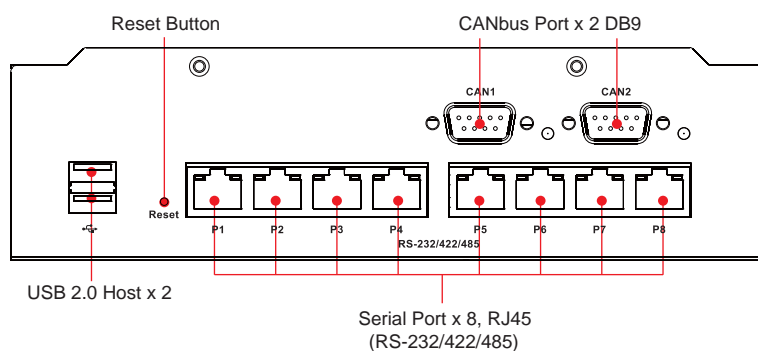 Reset Button
CANbus Port x 2 DB9
CAN1
CAN2
Reset
P1
P2
P3
P4
P5
P6
P7
P8
RS-232/422/485
USB 2.0 Host x 2
Serial Port x 8, RJ45
(RS-232/422/485)